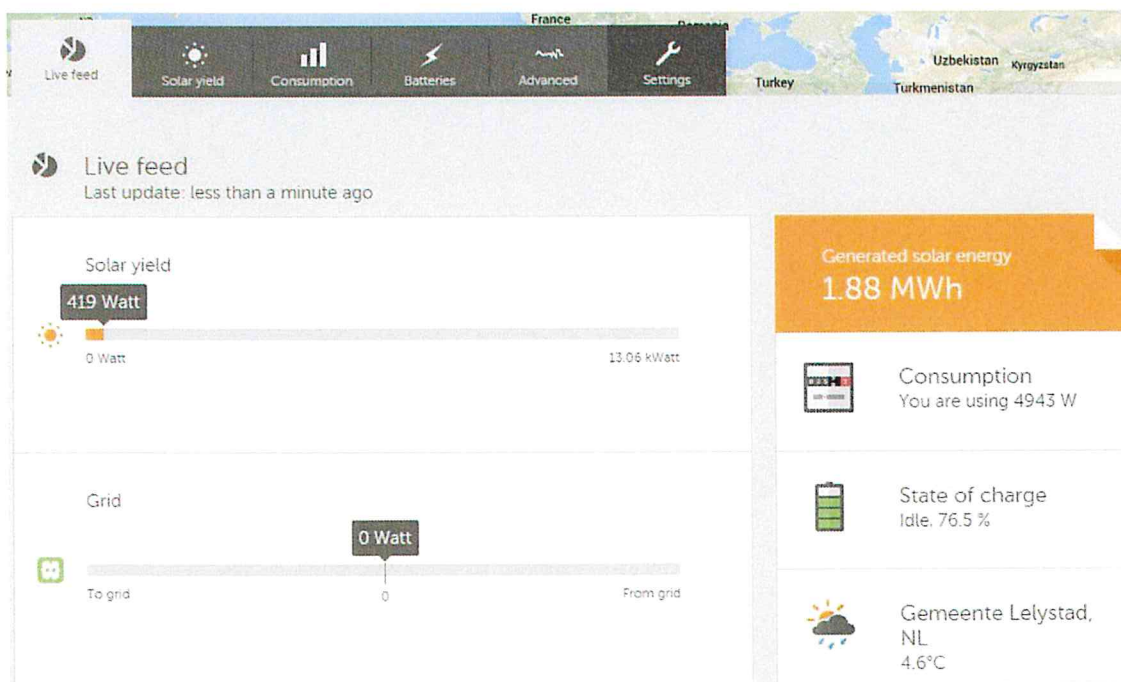 France
Romania
Uzbekistan
Kyrgyzstan
Turkey
Turkmenistan
Live feed
Solar yield
Consumption
Batteries
Advanced
Settings
Live feed
Last update: less than a minute ago
Solar yield
419 Watt
0 Watt
13.06 kWatt
Grid
0 Watt
To grid
0
From grid
Generated solar energy
1.88 MWh
Consumption
You are using 4943 W
State of charge
Idle. 76.5 %
Gemeente Lelystad,
NL
4.6°C